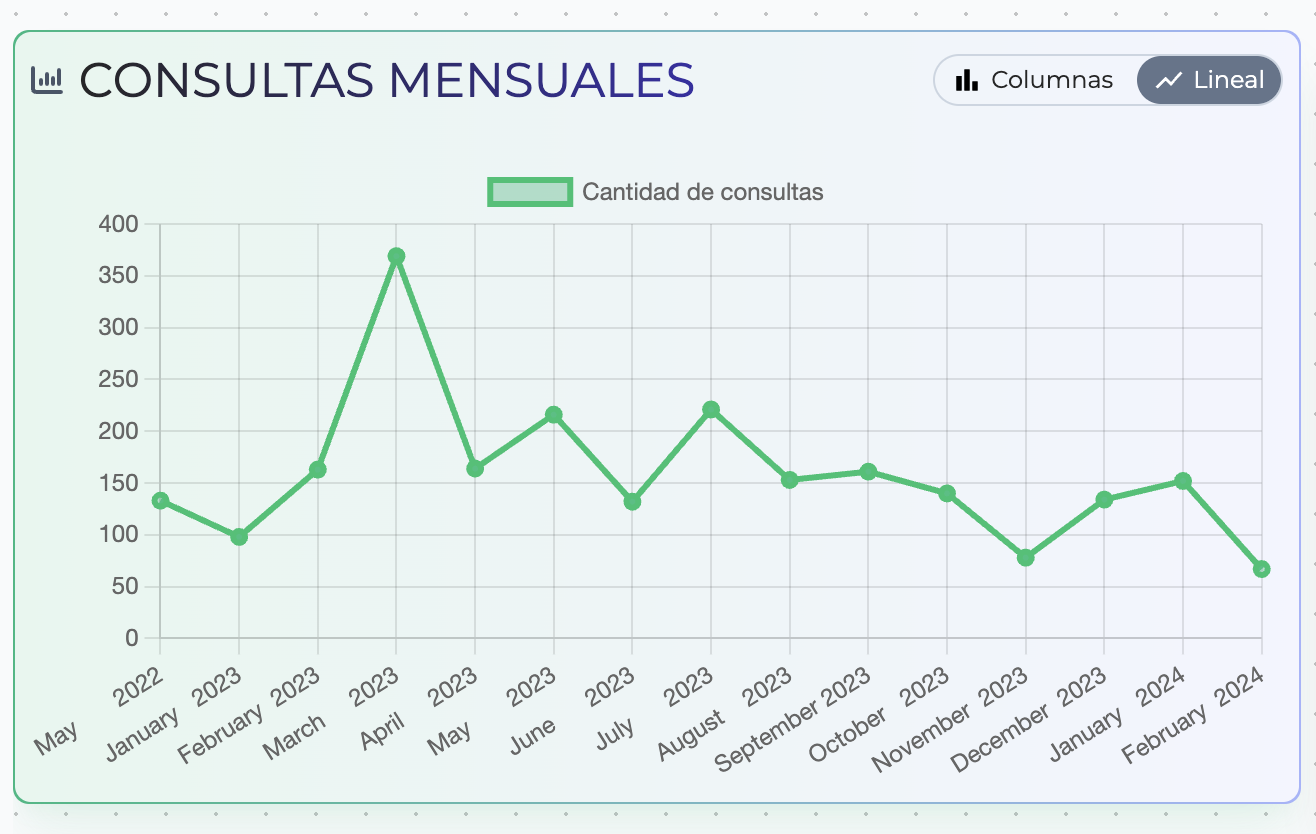 CONSULTAS MENSUALES
Columnas
Lineal
Cantidad de consultas
400
350
300
250
200
150
100
50
0
May 2022
January 2023
February 2023
March 2023
April 2023
May 2023
June 2023
July 2023
August 2023
September 2023
October 2023
November 2023
December 2023
January 2024
February 2024